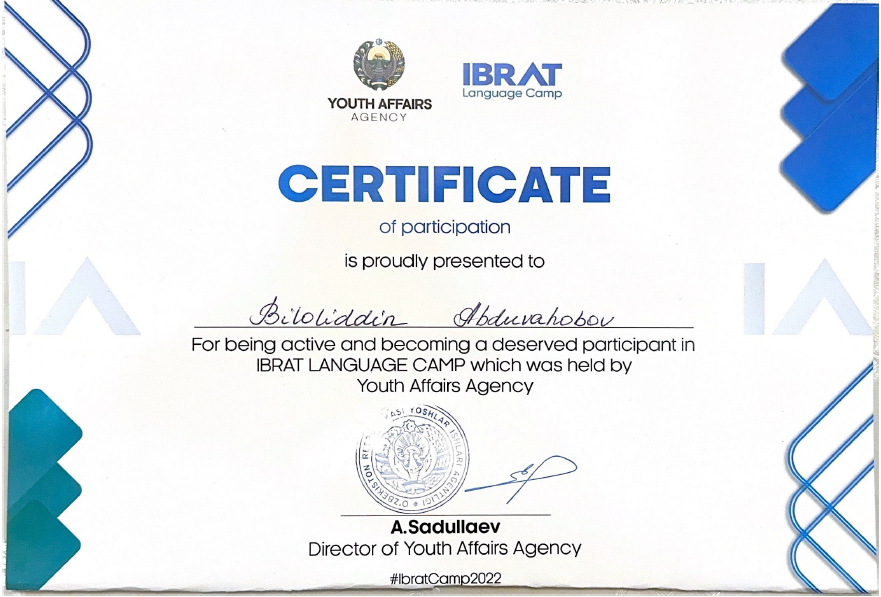 YOUTH AFFAIRS
AGENCY
IBRAT
Language Camp
CERTIFICATE
of participation
is proudly presented to
Biloliddin Abduvahobov
For being active and becoming a deserved participant in
IBRAT LANGUAGE CAMP which was held by
Youth Affairs Agency
O'ZBEKISTON RE ASI YOSHLAR ISHLARI AGENTLIGI
A.Sadullaev
Director of Youth Affairs Agency
#IbratCamp2022